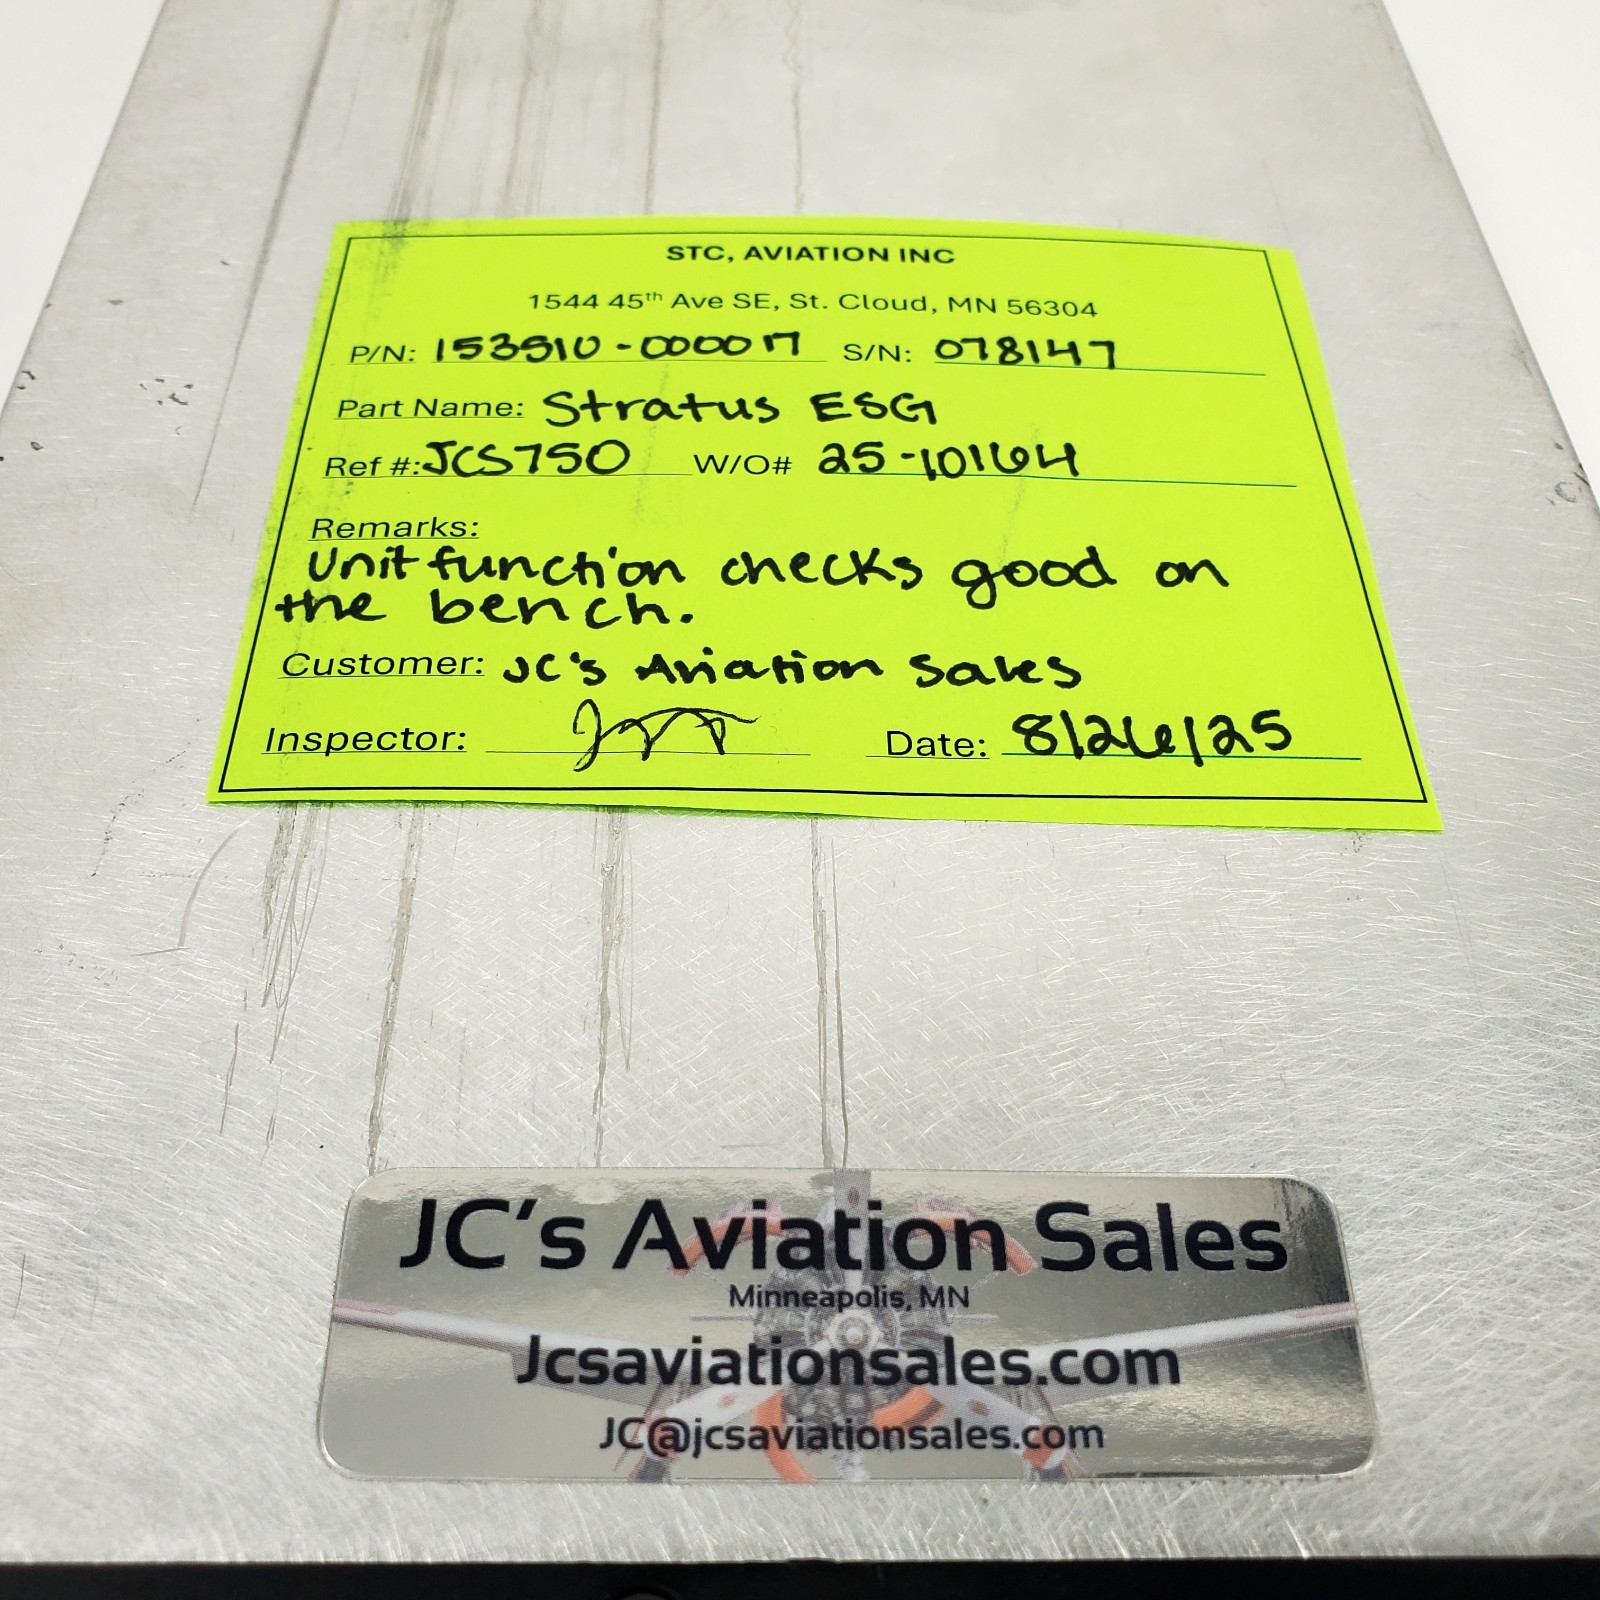 STC, AVIATION INC
1544 45th Ave SE, St. Cloud, MN 56304
P/N: 153510-000017 S/N: 078147
Part Name: Stratus ESG
Ref #: JCS750 W/O# 25-10164
Remarks:
Unit function checks good on
the bench.
Customer: JC's Aviation Sales
Inspector: Date: 8/26/25
JC's Aviation Sales
Minneapolis, MN
Jcsaviationsales.com
JC@jcsaviationsales.com